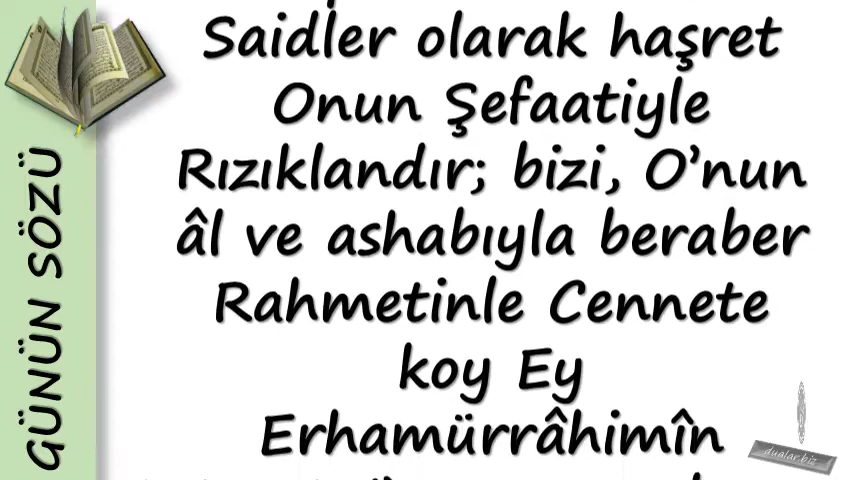 Saidler olarak haşret
Onun Şefaatiyle
Rızıklandır; bizi, O’nun
âl ve ashabıyla beraber
Rahmetinle Cennete
koy Ey
Erhamürrâhimîn
GÜNÜN SÖZÜ
dualar.biz